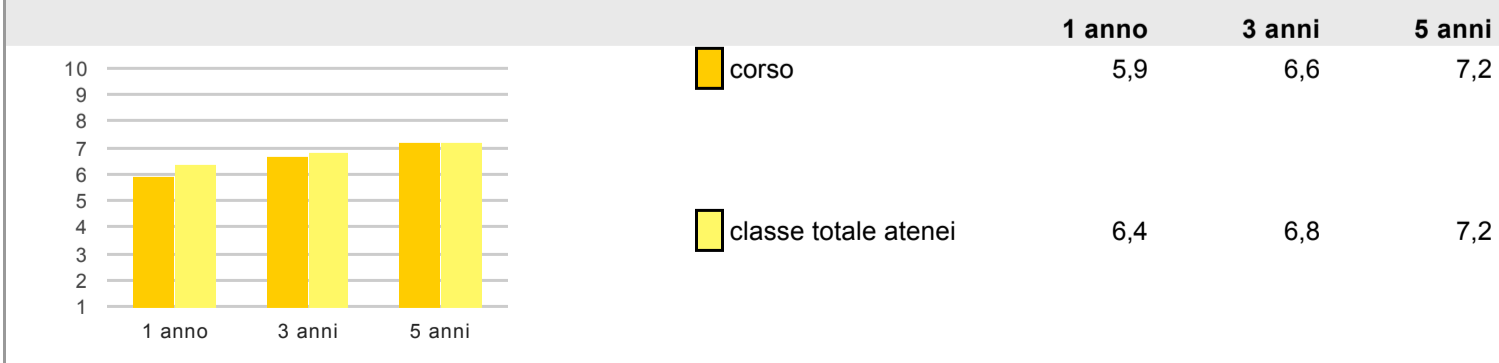 1 anno 3 anni 5 anni
corso 5,9 6,6 7,2
classe totale atenei 6,4 6,8 7,2
10
9
8
7
6
5
4
3
2
1
1 anno 3 anni 5 anni